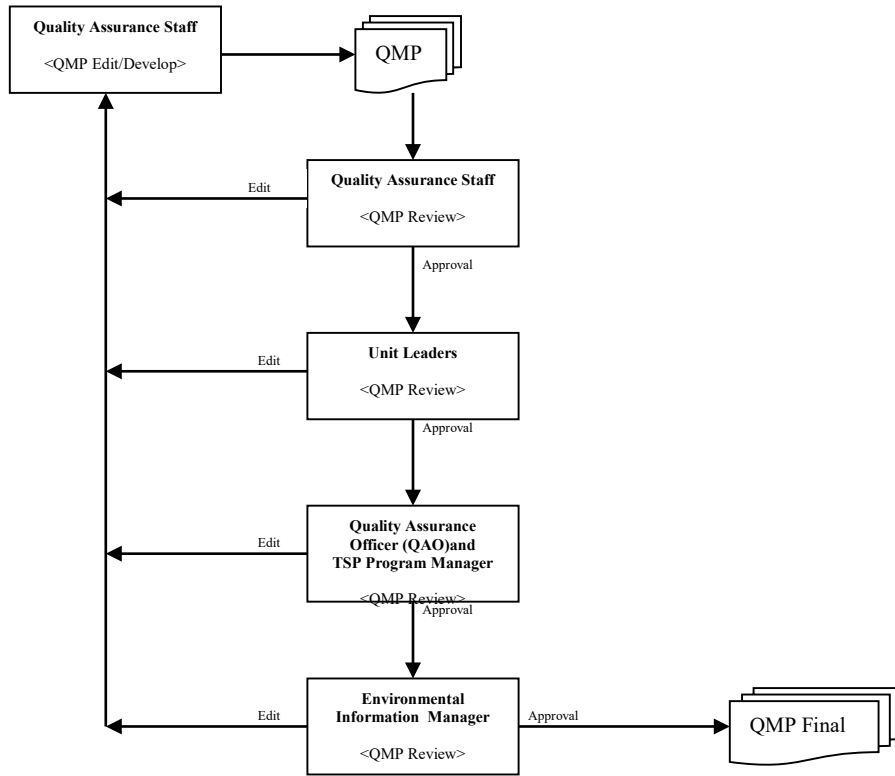 Quality Assurance Staff
<QMP Edit/Develop>
QMP
Quality Assurance Staff
<QMP Review>
Edit
Approval
Unit Leaders
<QMP Review>
Edit
Approval
Quality Assurance
Officer (QAO)and
TSP Program Manager
<QMP Review>
Edit
Approval
Environmental
Information Manager
<QMP Review>
Edit
Approval
QMP Final